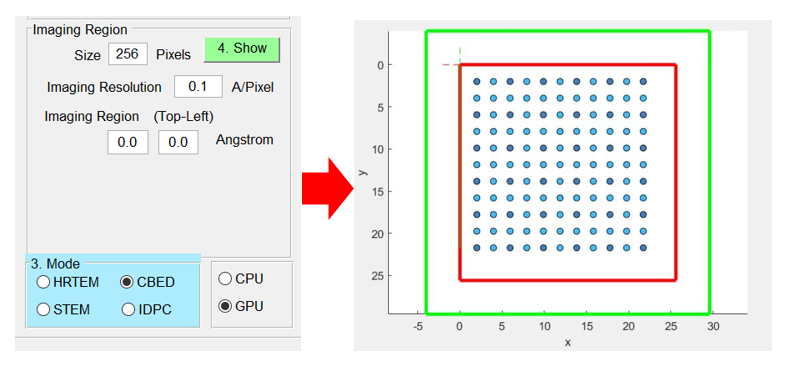 Imaging Region
Size 256 Pixels 4. Show
Imaging Resolution 0.1 A/Pixel
Imaging Region (Top-Left)
0.0 0.0 Angstrom
3. Mode
HRTEM CBED
STEM IDPC
CPU
GPU
0
5
10
15
20
25
y
-5 0 5 10 15 20 25 30
x